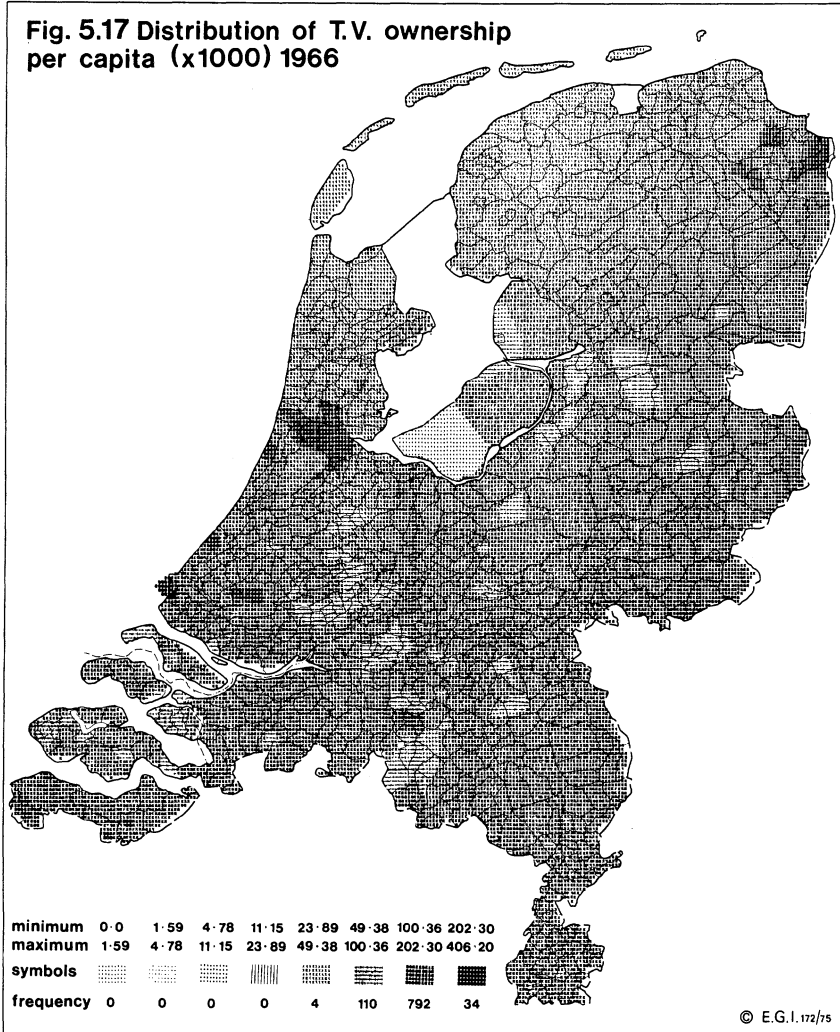 Fig. 5.17 Distribution of T.V. ownership
per capita (x1000) 1966
minimum 0·0 1·59 4·78 11·15 23·89 49·38 100·36 202·30
maximum 1·59 4·78 11·15 23·89 49·38 100·36 202·30 406·20
symbols
frequency 0 0 0 0 4 110 792 34
© E.G.I. 172/75